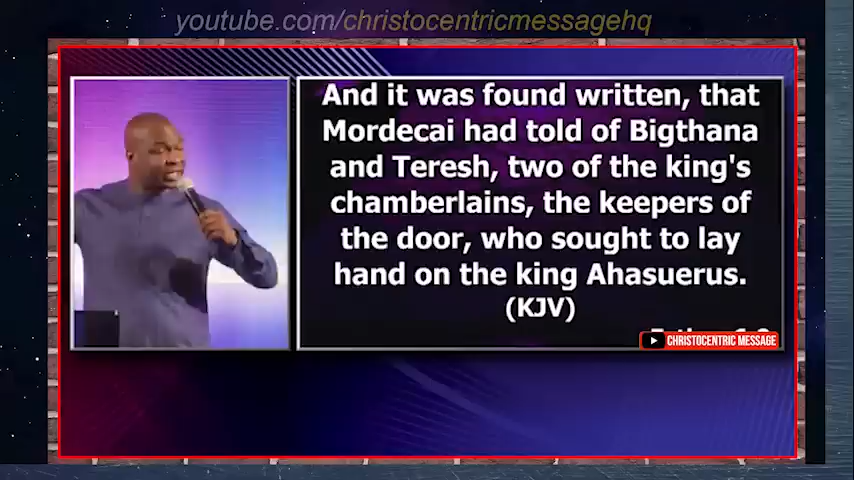 youtube.com/christocentricmessagehq
And it was found written, that
Mordecai had told of Bigthana
and Teresh, two of the king's
chamberlains, the keepers of
the door, who sought to lay
hand on the king Ahasuerus.
(KJV)
CHRISTOCENTRIC MESSAGE